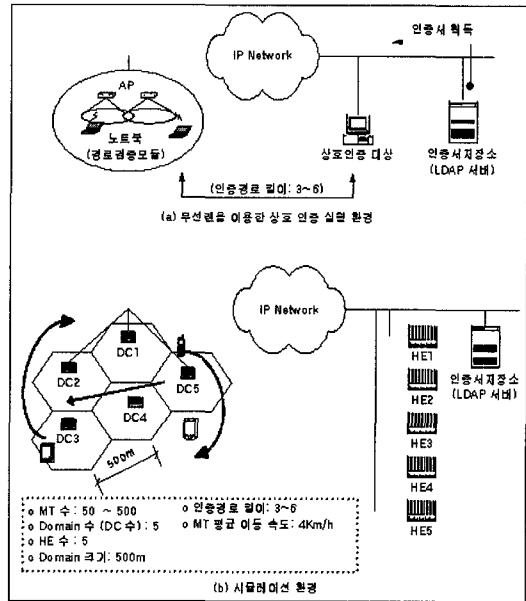 인증서 획득
IP Network
AP
노트북
(경로검증모듈)
상호인증 대상
인증서저장소
(LDAP 서버)
(인증경로 길이: 3~6)
(a) 무선랜을 이용한 상호 인증 실험 환경
IP Network
DC1
DC2
DC5
DC4
DC3
500m
HE1
HE2
HE3
HE4
HE5
인증서저장소
(LDAP 서버)
o MT 수: 50 ~ 500
o Domain 수 (DC 수): 5
o HE 수: 5
o Domain 크기: 500m
o 인증경로 길이: 3~6
o MT 평균 이동 속도: 4Km/h
(b) 시뮬레이션 환경